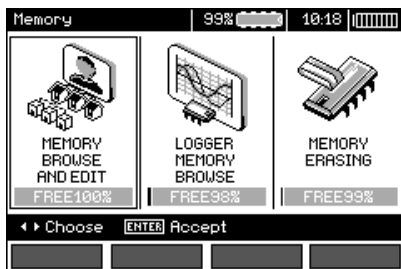 Memory 99% 10:18
MEMORY
BROWSE
AND EDIT
FREE100%
LOGGER
MEMORY
BROWSE
FREE98%
MEMORY
ERASING
FREE99%
Choose ENTER Accept